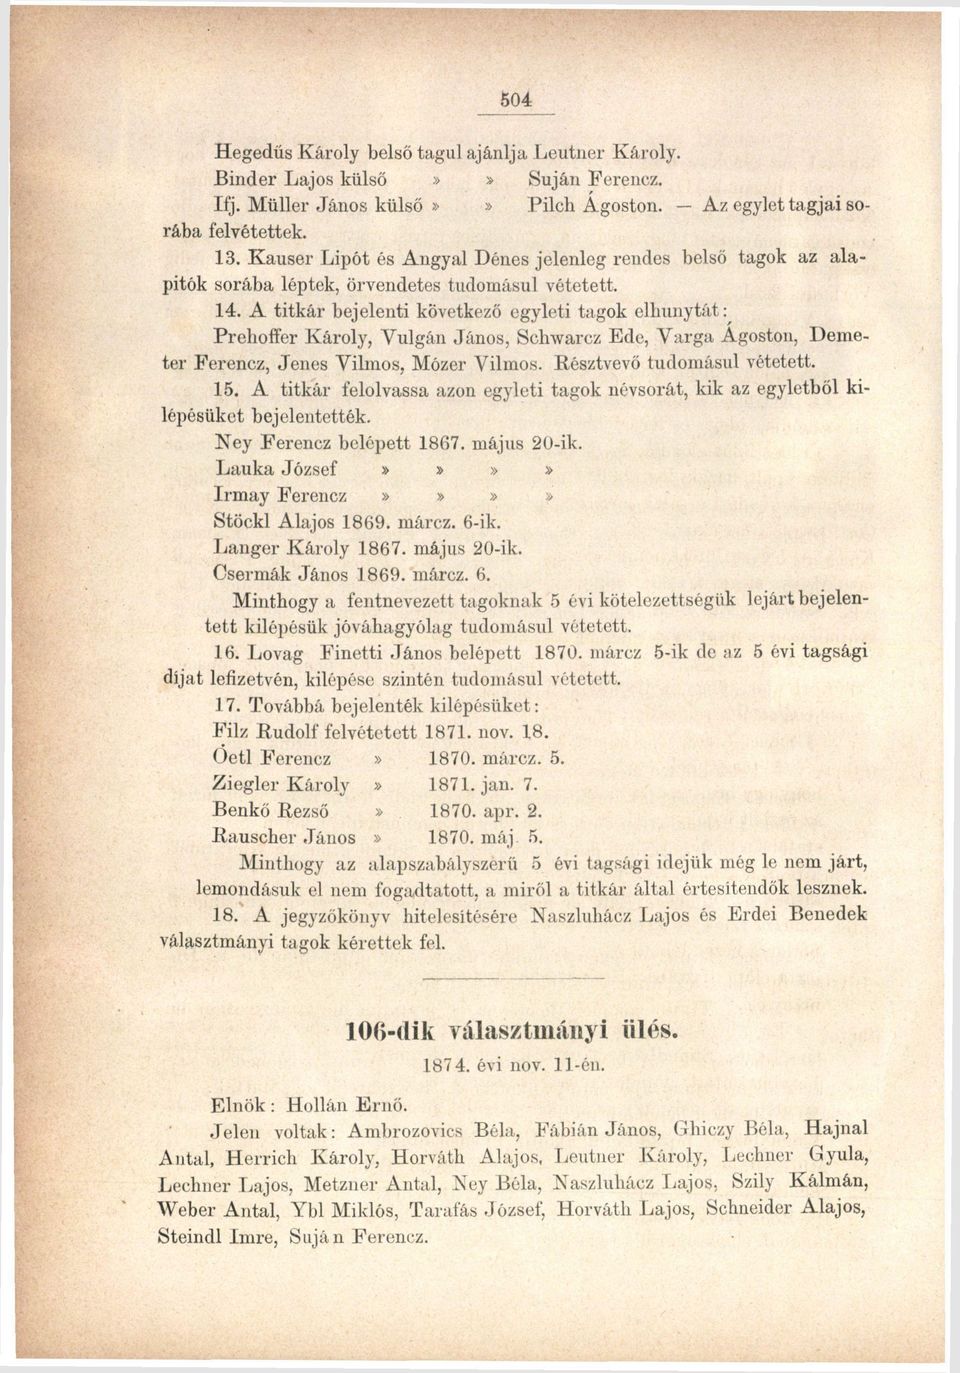 504
Hegedüs Károly belső tagul ajánlja Leutner Károly.
Binder Lajos külső » » Suján Ferencz.
Ifj. Müller János külső » » Pilch Ágoston. — Az egylet tagjai so-
rába felvétettek.
13. Kauser Lipót és Angyal Dénes jelenleg rendes belső tagok az ala-
pitók sorába léptek, örvendetes tudomásul vétetett.
14. A titkár bejelenti következő egyleti tagok elhunytát:
Prehoffer Károly, Vulgán János, Schwarcz Ede, Varga Ágoston, Deme-
ter Ferencz, Jenes Vilmos, Mózer Vilmos. Résztvevő tudomásul vétetett.
15. A titkár felolvassa azon egyleti tagok névsorát, kik az egyletből ki-
lépésüket bejelentették.
Ney Ferencz belépett 1867. május 20-ik.
Lauka József » » » »
Irmay Ferencz » » » »
Stöckl Alajos 1869. márcz. 6-ik.
Langer Károly 1867. május 20-ik.
Csermák János 1869. márcz. 6.
Minthogy a fentnevezett tagoknak 5 évi kötelezettségük lejárt bejelen-
tett kilépésük jóváhagyólag tudomásul vétetett.
16. Lovag Finetti János belépett 1870. márcz 5-ik de az 5 évi tagsági
díjat lefizetvén, kilépése szintén tudomásul vétetett.
17. Továbbá bejelenték kilépésüket:
Filz Rudolf felvétetett 1871. nov. 18.
Óetl Ferencz » 1870. márcz. 5.
Ziegler Károly » 1871. jan. 7.
Benkő Rezső » 1870. apr. 2.
Rauscher János » 1870. máj. 5.
Minthogy az alapszabályszerű 5 évi tagsági idejük még le nem járt,
lemondásuk el nem fogadtatott, a miről a titkár által értesítendők lesznek.
18. A jegyzőkönyv hitelesítésére Naszluhácz Lajos és Erdei Benedek
választmányi tagok kérettek fel.
106-dik választmányi ülés.
1874. évi nov. 11-én.
Elnök: Hollán Ernő.
Jelen voltak: Ambrozovics Béla, Fábián János, Ghiczy Béla, Hajnal
Antal, Herrich Károly, Horváth Alajos, Leutner Károly, Lechner Gyula,
Lechner Lajos, Metzner Antal, Ney Béla, Naszluhácz Lajos, Szily Kálmán,
Weber Antal, Ybl Miklós, Tarafás József, Horváth Lajos, Schneider Alajos,
Steindl Imre, Suján Ferencz.